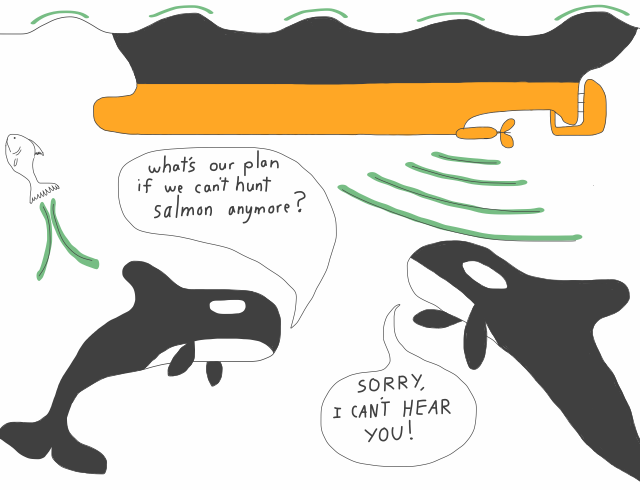 what's our plan
if we can't hunt
salmon anymore?
SORRY,
I CAN'T HEAR
YOU!